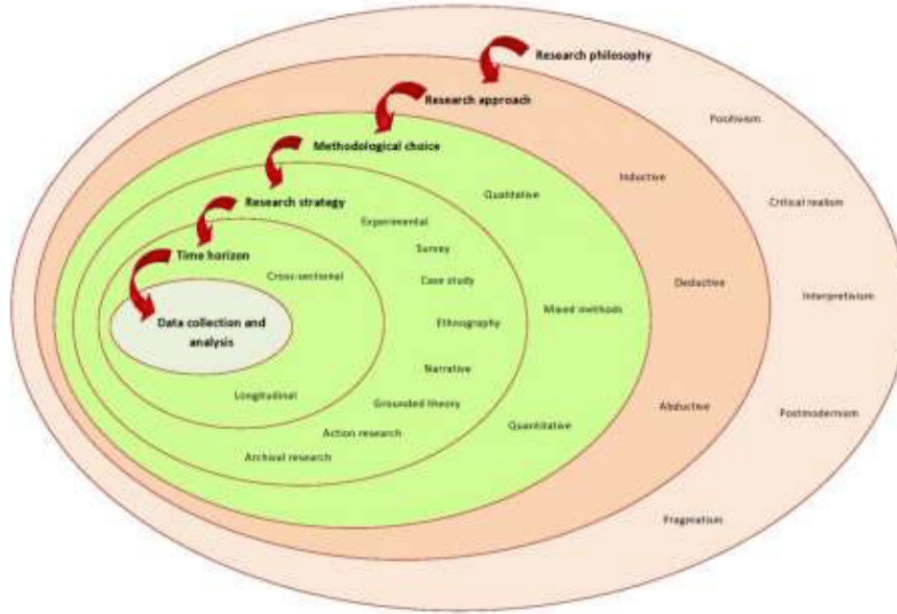 Research philosophy
Research approach
Positivism
Methodological choice
Inductive
Qualitative
Research strategy
Critical realism
Experimental
Survey
Time horizon
Cross-sectional
Case study
Deductive
Interpretivism
Mixed methods
Data collection and
analysis
Ethnography
Narrative
Longitudinal
Grounded theory
Abductive
Postmodernism
Quantitative
Action research
Archival research
Pragmatism